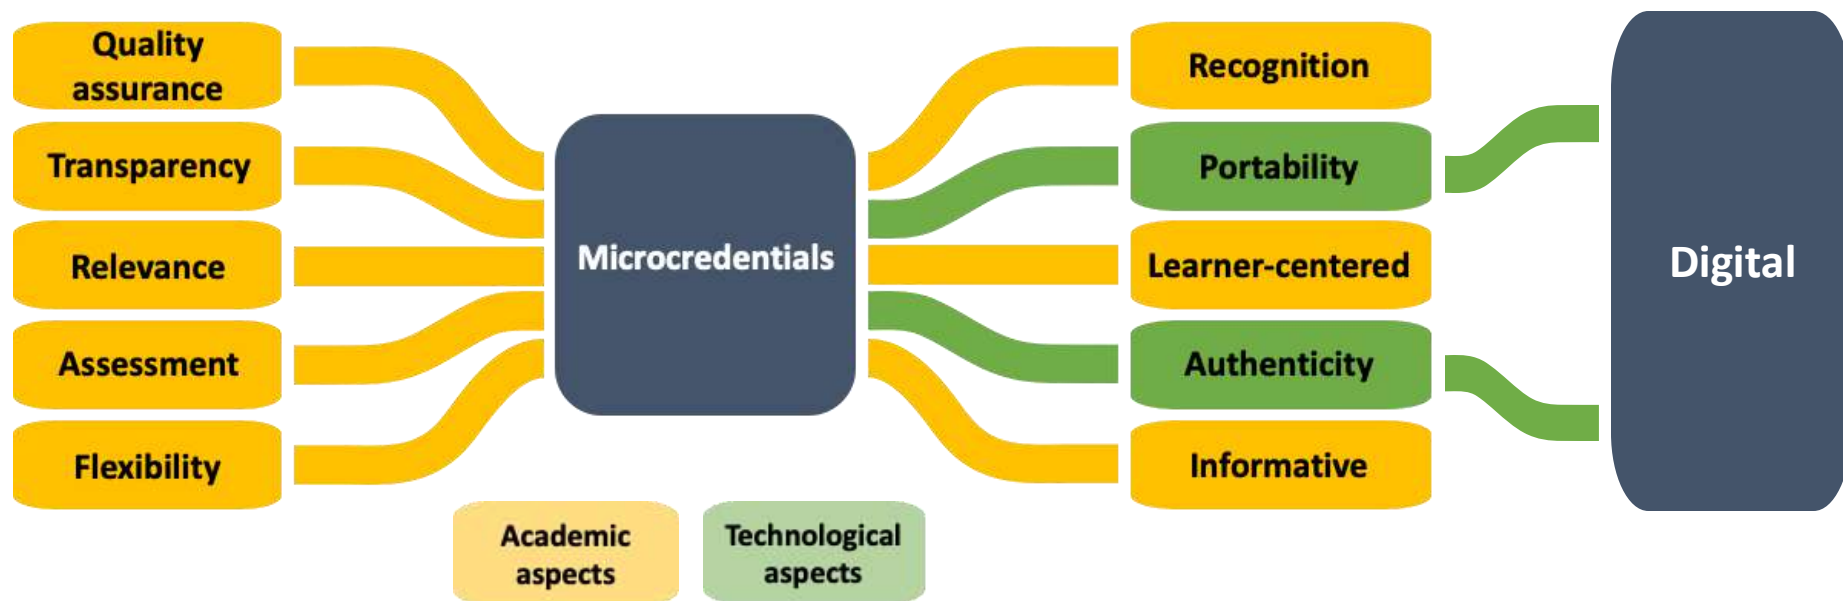 Quality
assurance
Transparency
Relevance
Assessment
Flexibility
Microcredentials
Recognition
Portability
Learner-centered
Authenticity
Informative
Digital
Academic
aspects
Technological
aspects